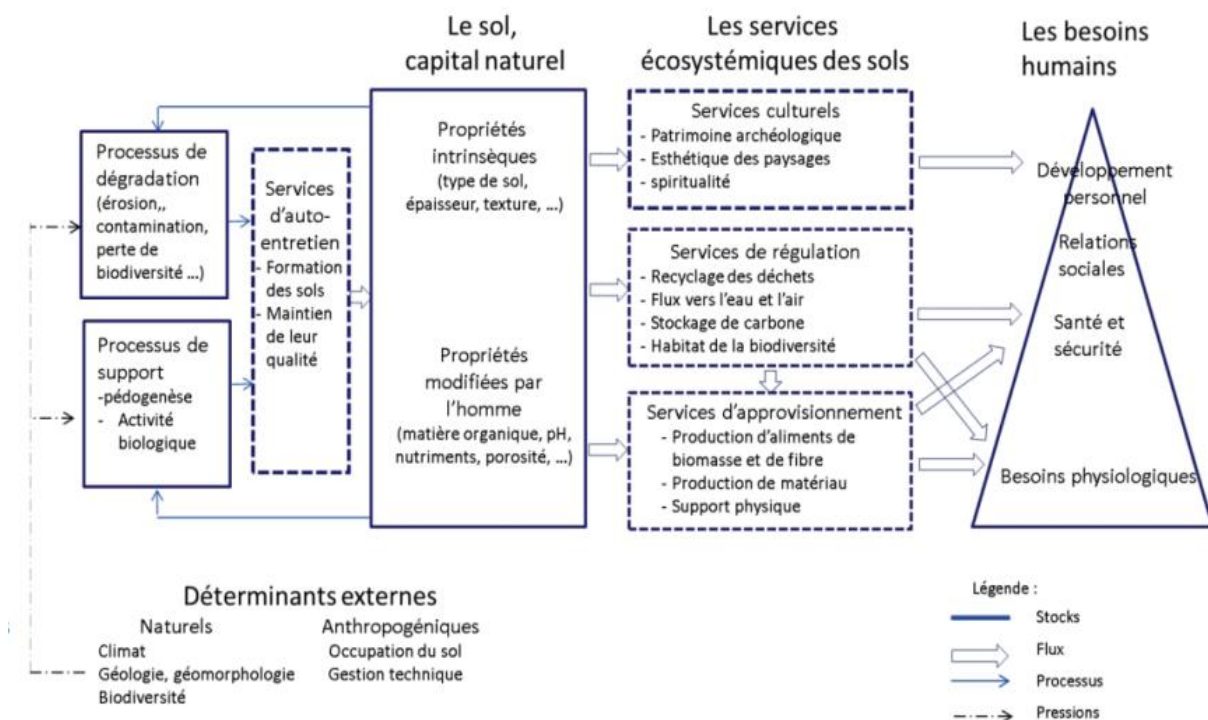 Le sol,
capital naturel
Les services
écosystémiques des sols
Les besoins
humains
Processus de
dégradation
(érosion,,
contamination,
perte de
biodiversité ...)
Processus de
support
-pédogenèse
- Activité
biologique
Services
d'auto-
entretien
- Formation
des sols
- Maintien
de leur
qualité
Propriétés
intrinsèques
(type de sol,
épaisseur, texture, ...)
Propriétés
modifiées par
l'homme
(matière organique, pH,
nutriments, porosité, ...)
Services culturels
- Patrimoine archéologique
- Esthétique des paysages
- spiritualité
Services de régulation
- Recyclage des déchets
- Flux vers l'eau et l'air
- Stockage de carbone
- Habitat de la biodiversité
Services d'approvisionnement
- Production d'aliments de
biomasse et de fibre
- Production de matériau
- Support physique
Développement
personnel
Relations
sociales
Santé et
sécurité
Besoins physiologiques
Déterminants externes
Naturels
Climat
Géologie, géomorphologie
Biodiversité
Anthropogéniques
Occupation du sol
Gestion technique
Légende :
Stocks
Flux
Processus
Pressions